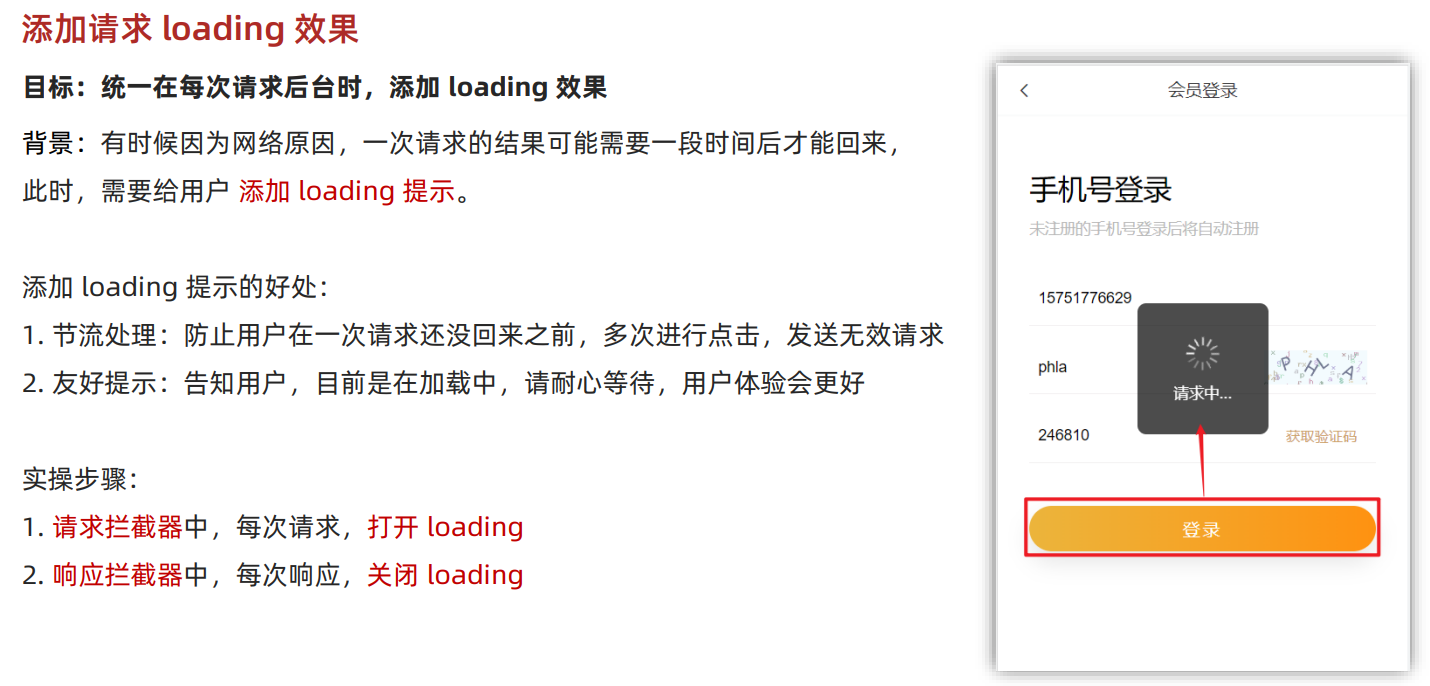 添加请求 loading 效果
目标：统一在每次请求后台时，添加 loading 效果
背景：有时候因为网络原因，一次请求的结果可能需要一段时间后才能回来，
此时，需要给用户 添加 loading 提示。
添加 loading 提示的好处：
1. 节流处理：防止用户在一次请求还没回来之前，多次进行点击，发送无效请求
2. 友好提示：告知用户，目前是在加载中，请耐心等待，用户体验会更好
实操步骤：
1. 请求拦截器中，每次请求，打开 loading
2. 响应拦截器中，每次响应，关闭 loading
会员登录
手机号登录
未注册的手机号登录后将自动注册
15751776629
phla
PHLA
请求中...
246810
获取验证码
登录